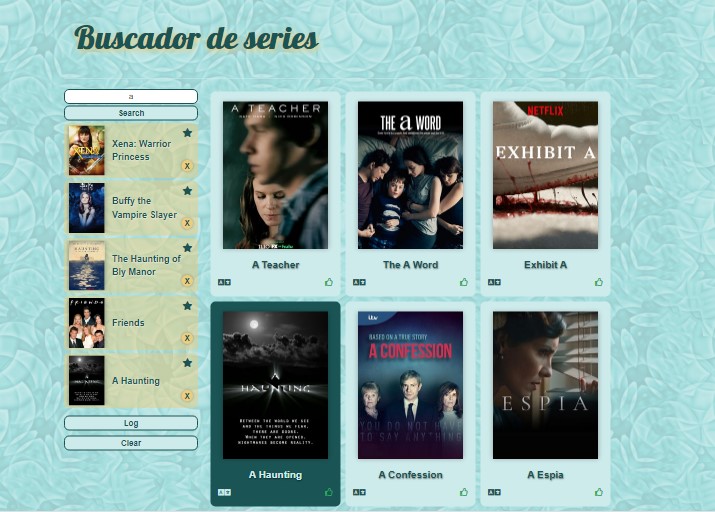 Buscador de series
a
Search
Xena: Warrior
Princess
X
Buffy the
Vampire Slayer
X
The Haunting of
Bly Manor
X
FRIENDS
Friends
X
A Haunting
X
Log
Clear
A TEACHER
A Teacher
THE a WORD
The A Word
NETFLIX
EXHIBIT A
Exhibit A
A
HAUNTING
BETWEEN THE WORLD WE SEE
AND THE THINGS WE FEAR,
THERE ARE DOORS.
WHEN THEY ARE OPENED,
NIGHTMARES BECOME REALITY.
A Haunting
itv
BASED ON A TRUE STORY
A CONFESSION
YOU DO NOT HAVE
TO SAY ANYTHING
A Confession
ESPIA
A Espia